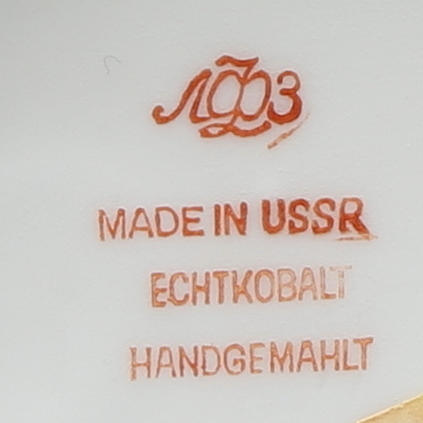 ЛФЗ
MADE IN USSR
ECHTKOBALT
HANDGEMAHLT